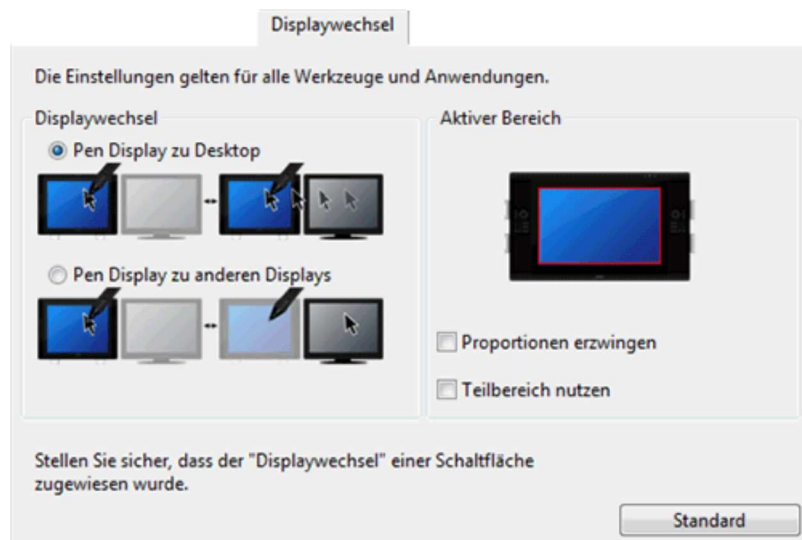 Displaywechsel
Die Einstellungen gelten für alle Werkzeuge und Anwendungen.
Displaywechsel
Pen Display zu Desktop
Pen Display zu anderen Displays
Aktiver Bereich
Proportionen erzwingen
Teilbereich nutzen
Stellen Sie sicher, dass der "Displaywechsel" einer Schaltfläche
zugewiesen wurde.
Standard